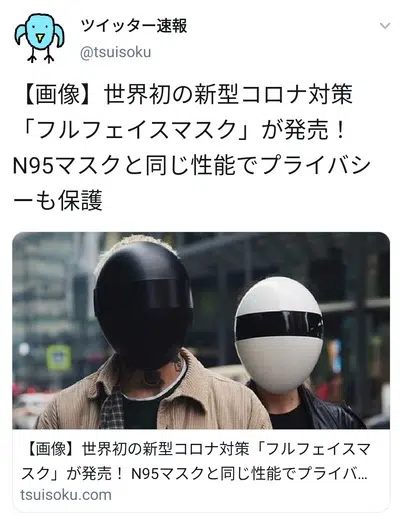 ツイッター速報
@tsuisoku
【画像】世界初の新型コロナ対策
「フルフェイスマスク」が発売！
N95マスクと同じ性能でプライバシ
ーも保護
【画像】世界初の新型コロナ対策「フルフェイスマ
スク」が発売！ N95マスクと同じ性能でプライバ...
tsuisoku.com